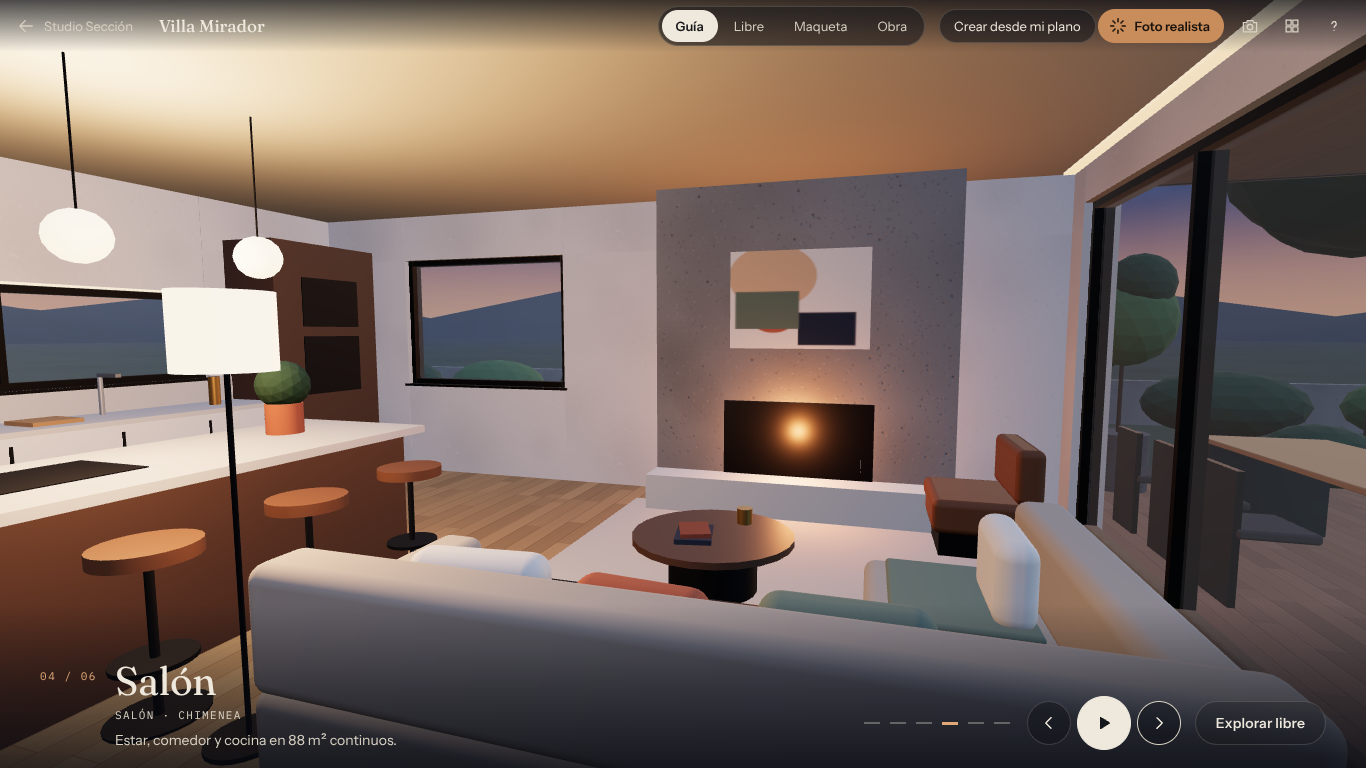 Studio Sección
Villa Mirador
Guía
Libre
Maqueta
Obra
Crear desde mi plano
Foto realista
?
04 / 06
Salón
SALÓN · CHIMENEA
Estar, comedor y cocina en 88 m² continuos.
Explorar libre